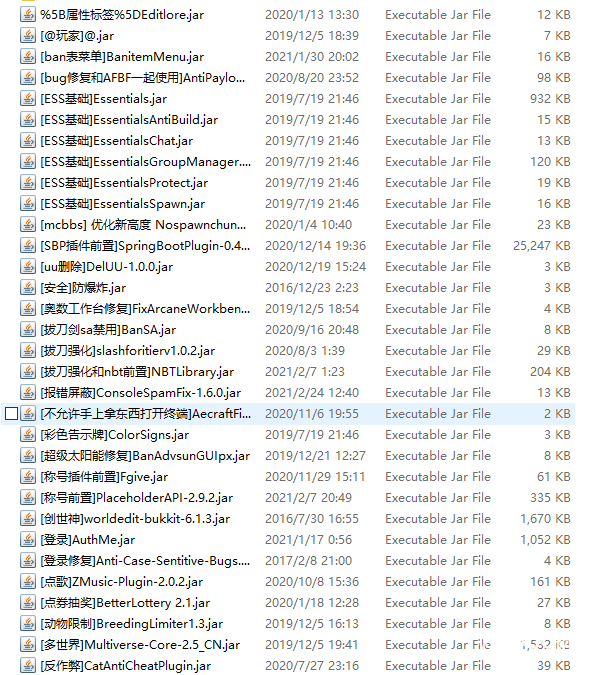 %5B属性标签%5DEditlore.jar 2020/1/13 13:30 Executable Jar File 12 KB
[@玩家]@.jar 2019/12/5 18:39 Executable Jar File 7 KB
[ban表菜单]BanitemMenu.jar 2021/1/30 20:02 Executable Jar File 16 KB
[bug修复和AFBF一起使用]AntiPaylo... 2020/8/20 23:52 Executable Jar File 98 KB
[ESS基础]Essentials.jar 2019/7/19 21:46 Executable Jar File 932 KB
[ESS基础]EssentialsAntiBuild.jar 2019/7/19 21:46 Executable Jar File 15 KB
[ESS基础]EssentialsChat.jar 2019/7/19 21:46 Executable Jar File 13 KB
[ESS基础]EssentialsGroupManager.... 2019/7/19 21:46 Executable Jar File 120 KB
[ESS基础]EssentialsProtect.jar 2019/7/19 21:46 Executable Jar File 19 KB
[ESS基础]EssentialsSpawn.jar 2019/7/19 21:46 Executable Jar File 16 KB
[mcbbs] 优化新高度 Nospawnchun... 2020/1/4 10:40 Executable Jar File 23 KB
[SBP插件前置]SpringBootPlugin-0.4... 2020/12/14 19:36 Executable Jar File 25,247 KB
[uu删除]DelUU-1.0.0.jar 2020/12/19 15:24 Executable Jar File 3 KB
[安全]防爆炸.jar 2016/12/23 2:23 Executable Jar File 3 KB
[奥数工作台修复]FixArcaneWorkben... 2019/12/5 18:54 Executable Jar File 4 KB
[拔刀剑sa禁用]BanSA.jar 2020/9/16 20:48 Executable Jar File 8 KB
[拔刀强化]slashforitierv1.0.2.jar 2020/8/3 1:39 Executable Jar File 29 KB
[拔刀强化和nbt前置]NBTLibrary.jar 2021/2/7 1:23 Executable Jar File 204 KB
[报错屏蔽]ConsoleSpamFix-1.6.0.jar 2021/2/24 12:40 Executable Jar File 13 KB
[不允许手上拿东西打开终端]AecraftFi... 2020/11/6 19:55 Executable Jar File 2 KB
[彩色告示牌]ColorSigns.jar 2019/7/19 21:46 Executable Jar File 3 KB
[超级太阳能修复]BanAdvsunGUIpx.jar 2019/12/21 12:27 Executable Jar File 8 KB
[称号插件前置]Fgive.jar 2020/11/29 15:11 Executable Jar File 61 KB
[称号前置]PlaceholderAPI-2.9.2.jar 2021/2/7 20:49 Executable Jar File 335 KB
[创世神]worldedit-bukkit-6.1.3.jar 2016/7/30 16:55 Executable Jar File 1,670 KB
[登录]AuthMe.jar 2021/1/17 0:56 Executable Jar File 1,052 KB
[登录修复]Anti-Case-Sentitive-Bugs.... 2017/2/8 21:00 Executable Jar File 4 KB
[点歌]ZMusic-Plugin-2.0.2.jar 2020/10/8 15:36 Executable Jar File 161 KB
[点券抽奖]BetterLottery 2.1.jar 2020/1/18 12:28 Executable Jar File 27 KB
[动物限制]BreedingLimiter1.3.jar 2019/12/5 16:13 Executable Jar File 8 KB
[多世界]Multiverse-Core-2.5_CN.jar 2019/12/5 19:41 Executable Jar File KB
[反作弊]CatAntiCheatPlugin.jar 2020/7/27 23:16 Executable Jar File 39 KB